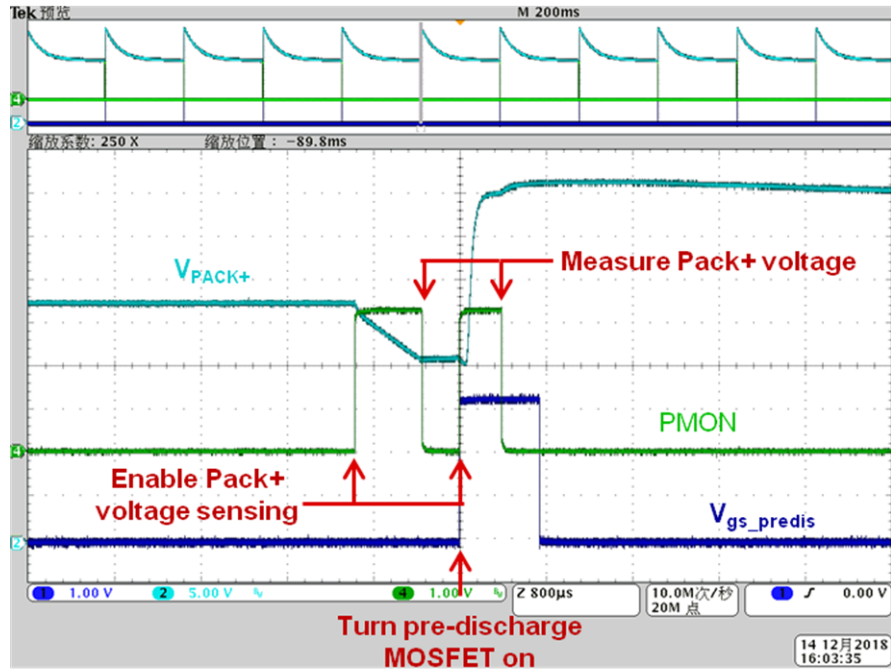 Tek 预览 M 200ms
4
2
缩放系数: 250 X 缩放位置: -89.8ms
V_PACK+
Measure Pack+ voltage
PMON
4
Enable Pack+
voltage sensing
V_gs_predis
2
1 1.00 V 2 5.00 V 4 1.00 V Z 800µs 10.0M次/秒 1 0.00 V
20M 点
Turn pre-discharge
MOSFET on
14 12月2018
16:03:35